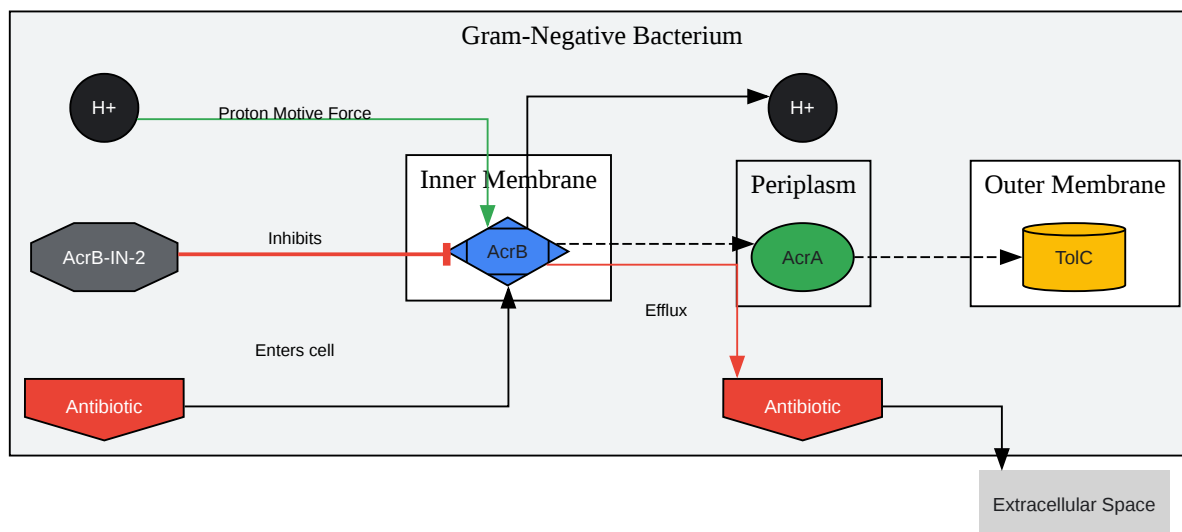 Gram-Negative Bacterium
H+
Proton Motive Force
H+
Inner Membrane
Periplasm
Outer Membrane
AcrB-IN-2
Inhibits
AcrB
AcrA
TolC
Efflux
Enters cell
Antibiotic
Antibiotic
Extracellular Space